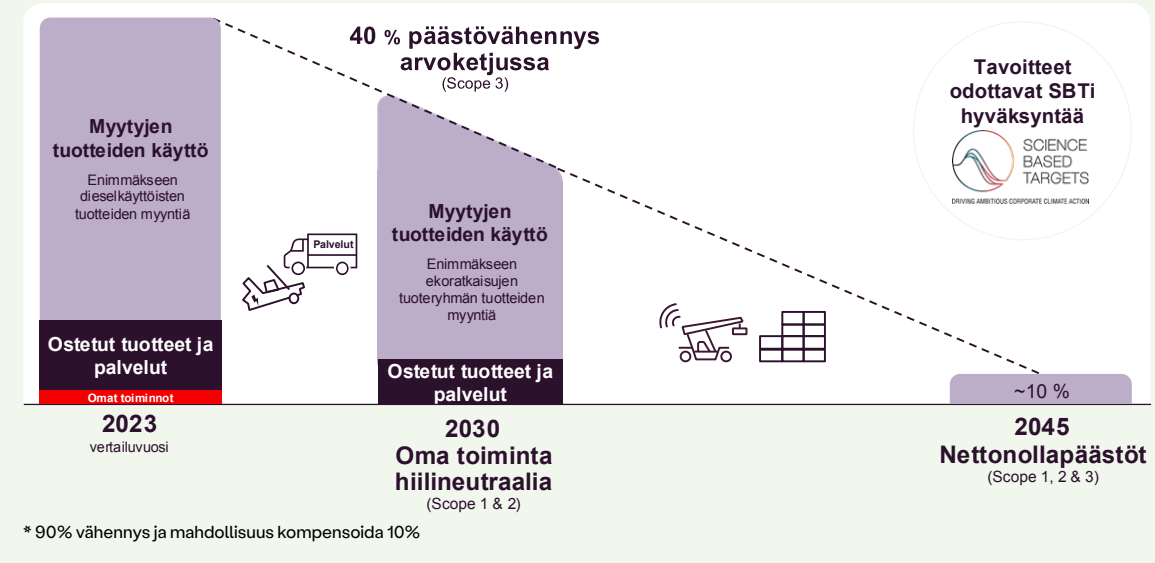 40 % päästövähennys
arvoketjussa
(Scope 3)
Tavoitteet
odottavat SBTi
hyväksyntää
SCIENCE
BASED
TARGETS
DRIVING AMBITIOUS CORPORATE CLIMATE ACTION
Myytyjen
tuotteiden käyttö
Enimmäkseen
dieselkäyttöisten
tuotteiden myyntiä
Palvelut
Myytyjen
tuotteiden käyttö
Enimmäkseen
ekoratkaisujen
tuoteryhmän tuotteiden
myyntiä
Ostetut tuotteet ja
palvelut
Omat toiminnot
Ostetut tuotteet ja
palvelut
~10 %
2023
vertailuvuosi
2030
Oma toiminta
hiilineutraalia
(Scope 1 & 2)
2045
Nettonollapäästöt
(Scope 1, 2 & 3)
* 90% vähennys ja mahdollisuus kompensoida 10%